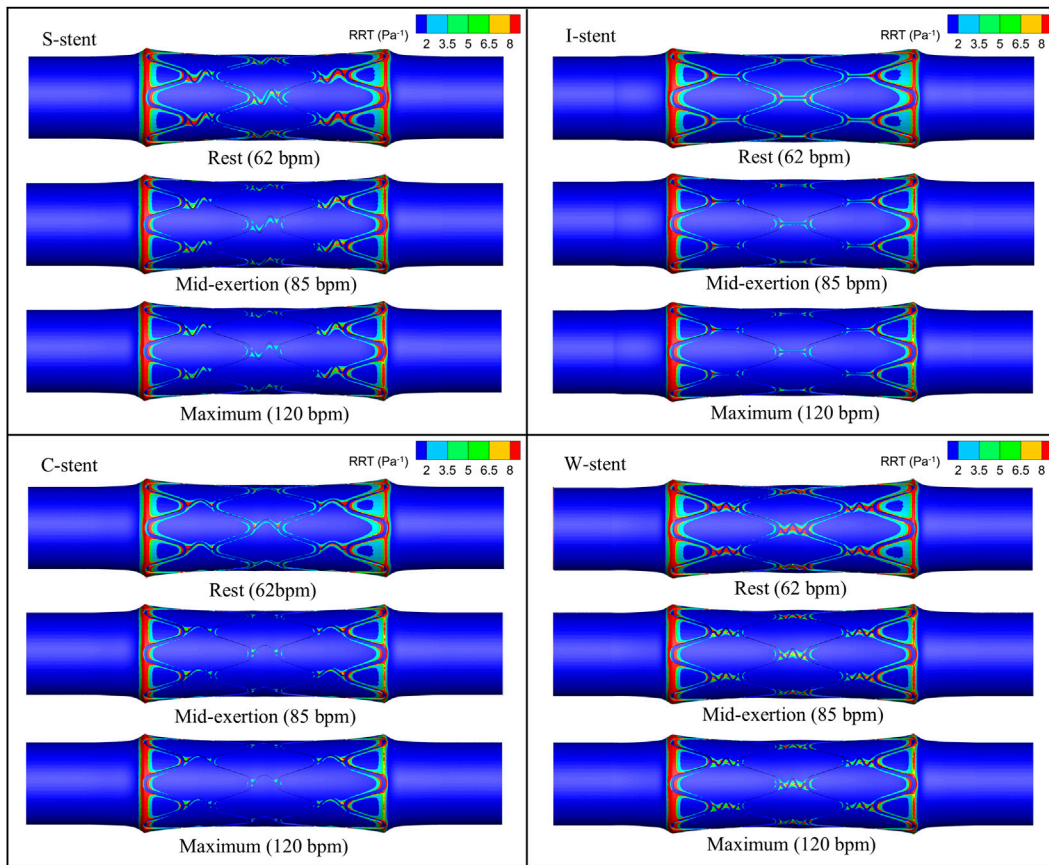 S-stent
RRT (Pa⁻¹)
2 3.5 5 6.5 8
Rest (62 bpm)
Mid-exertion (85 bpm)
Maximum (120 bpm)
I-stent
RRT (Pa⁻¹)
2 3.5 5 6.5 8
Rest (62 bpm)
Mid-exertion (85 bpm)
Maximum (120 bpm)
C-stent
RRT (Pa⁻¹)
2 3.5 5 6.5 8
Rest (62bpm)
Mid-exertion (85 bpm)
Maximum (120 bpm)
W-stent
RRT (Pa⁻¹)
2 3.5 5 6.5 8
Rest (62 bpm)
Mid-exertion (85 bpm)
Maximum (120 bpm)